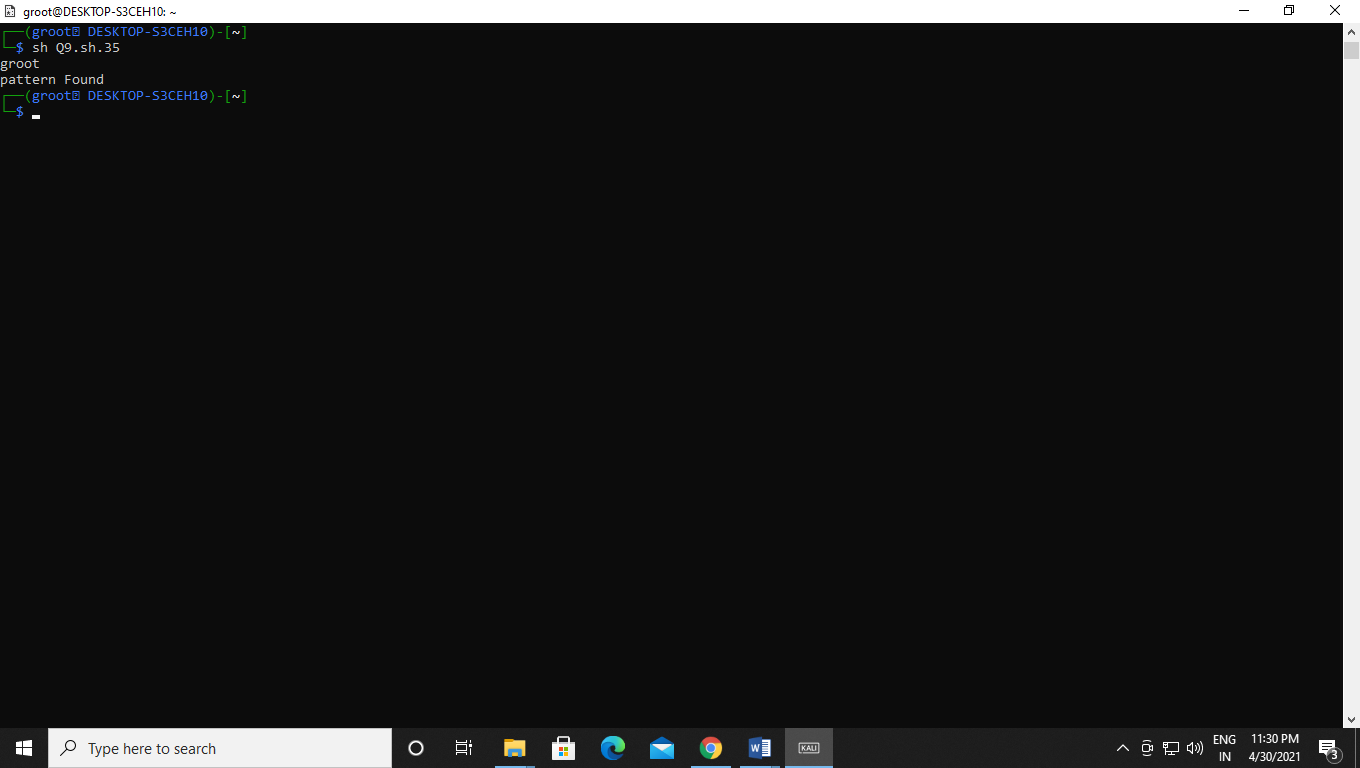 groot@DESKTOP-S3CEH10: ~
┌──(groot㉿ DESKTOP-S3CEH10)-[~]
└─$ sh Q9.sh.35
groot
pattern Found
┌──(groot㉿ DESKTOP-S3CEH10)-[~]
└─$
Type here to search
KALI
ENG
IN
11:30 PM
4/30/2021
3